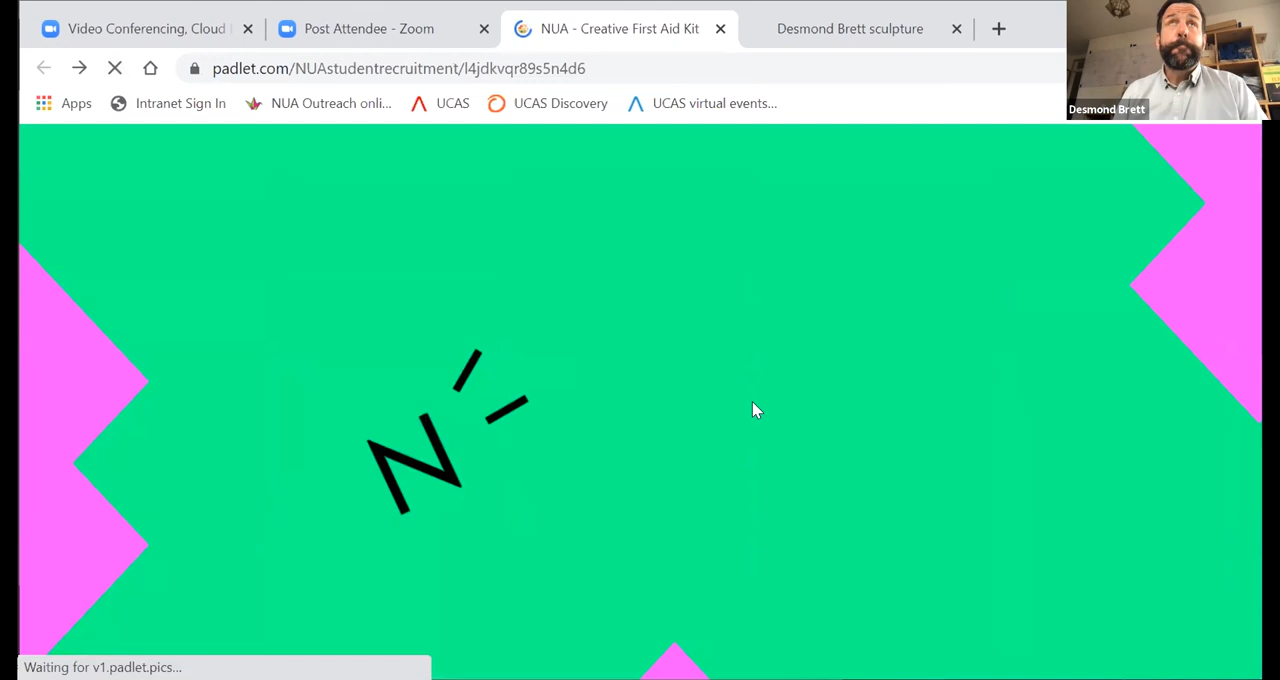 Video Conferencing, Cloud
Post Attendee - Zoom
NUA - Creative First Aid Kit
Desmond Brett sculpture
padlet.com/NUAstudentrecruitment/l4jdkvqr89s5n4d6
Apps
Intranet Sign In
NUA Outreach onli...
UCAS
UCAS Discovery
UCAS virtual events...
Desmond Brett
N
Waiting for v1.padlet.pics...